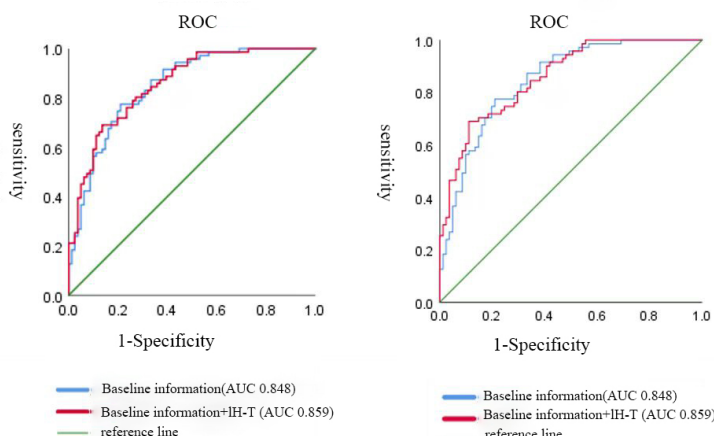 ROC
1.0
0.8
0.6
0.4
0.2
0.0
sensitivity
0.0 0.2 0.4 0.6 0.8 1.0
1-Specificity
Baseline information(AUC 0.848)
Baseline information+IH-T (AUC 0.859)
reference line
ROC
1.0
0.8
0.6
0.4
0.2
0.0
sensitivity
0.0 0.2 0.4 0.6 0.8 1.0
1-Specificity
Baseline information(AUC 0.848)
Baseline information+IH-T (AUC 0.859)
reference line